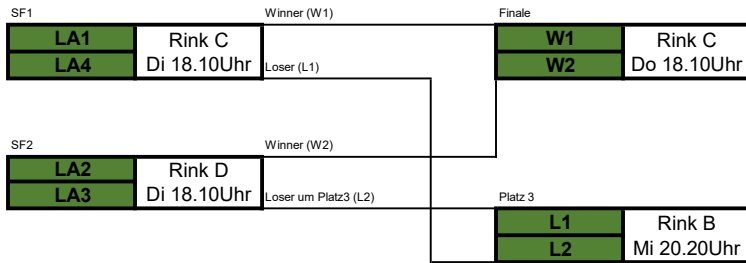 SF1
Winner (W1)
Finale
LA1
Rink C
W1
Rink C
LA4
Di 18.10Uhr
Loser (L1)
W2
Do 18.10Uhr
SF2
Winner (W2)
LA2
Rink D
LA3
Di 18.10Uhr
Loser um Platz3 (L2)
Platz 3
L1
Rink B
L2
Mi 20.20Uhr